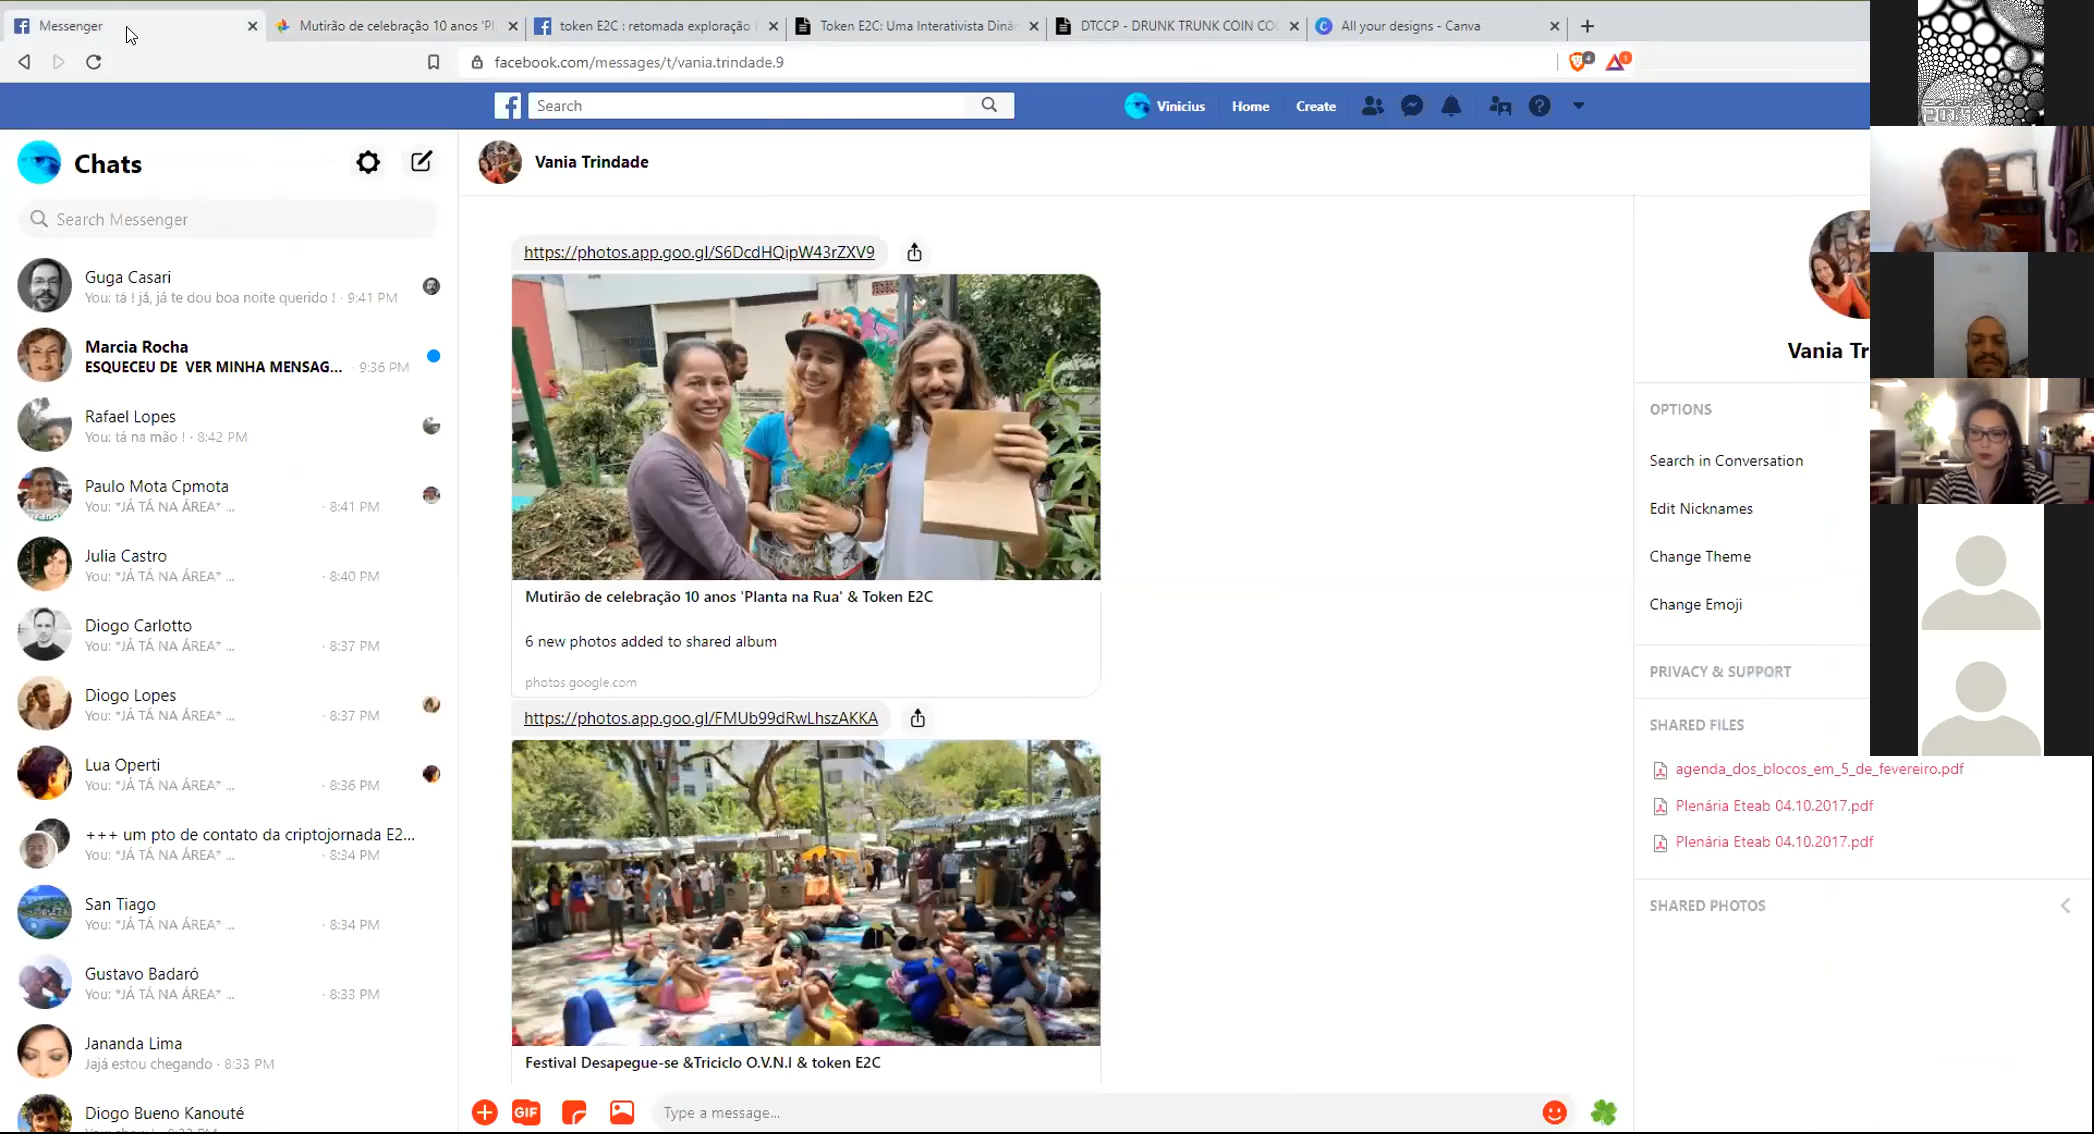 Messenger
Mutirão de celebração 10 anos 'Pl
token E2C : retomada exploração
Token E2C: Uma Interativista Dinâ
DTCCP - DRUNK TRUNK COIN CO
All your designs - Canva
facebook.com/messages/t/vania.trindade.9
4
1
Search
Vinicius
Home
Create
Chats
Search Messenger
Guga Casari
You: tá ! já, já te dou boa noite querido ! · 9:41 PM
Marcia Rocha
ESQUECEU DE VER MINHA MENSAG... · 9:36 PM
Rafael Lopes
You: tá na mão ! · 8:42 PM
Paulo Mota Cpmota
You: *JÁ TÁ NA ÁREA* ... · 8:41 PM
Julia Castro
You: *JÁ TÁ NA ÁREA* ... · 8:40 PM
Diogo Carlotto
You: *JÁ TÁ NA ÁREA* ... · 8:37 PM
Diogo Lopes
You: *JÁ TÁ NA ÁREA* ... · 8:37 PM
Lua Operti
You: *JÁ TÁ NA ÁREA* ... · 8:36 PM
+++ um pto de contato da criptojornada E2...
You: *JÁ TÁ NA ÁREA* ... · 8:34 PM
San Tiago
You: *JÁ TÁ NA ÁREA* ... · 8:34 PM
Gustavo Badaró
You: *JÁ TÁ NA ÁREA* ... · 8:33 PM
Jananda Lima
Jajá estou chegando · 8:33 PM
Diogo Bueno Kanouté
Vania Trindade
https://photos.app.goo.gl/S6DcdHQipW43rZXV9
Mutirão de celebração 10 anos 'Planta na Rua' & Token E2C
6 new photos added to shared album
photos.google.com
https://photos.app.goo.gl/FMUb99dRwLhszAKKA
Festival Desapegue-se &Triciclo O.V.N.I & token E2C
GIF
Type a message...
Vania Tr
OPTIONS
Search in Conversation
Edit Nicknames
Change Theme
Change Emoji
PRIVACY & SUPPORT
SHARED FILES
agenda_dos_blocos_em_5_de_fevereiro.pdf
Plenária Eteab 04.10.2017.pdf
Plenária Eteab 04.10.2017.pdf
SHARED PHOTOS
2019